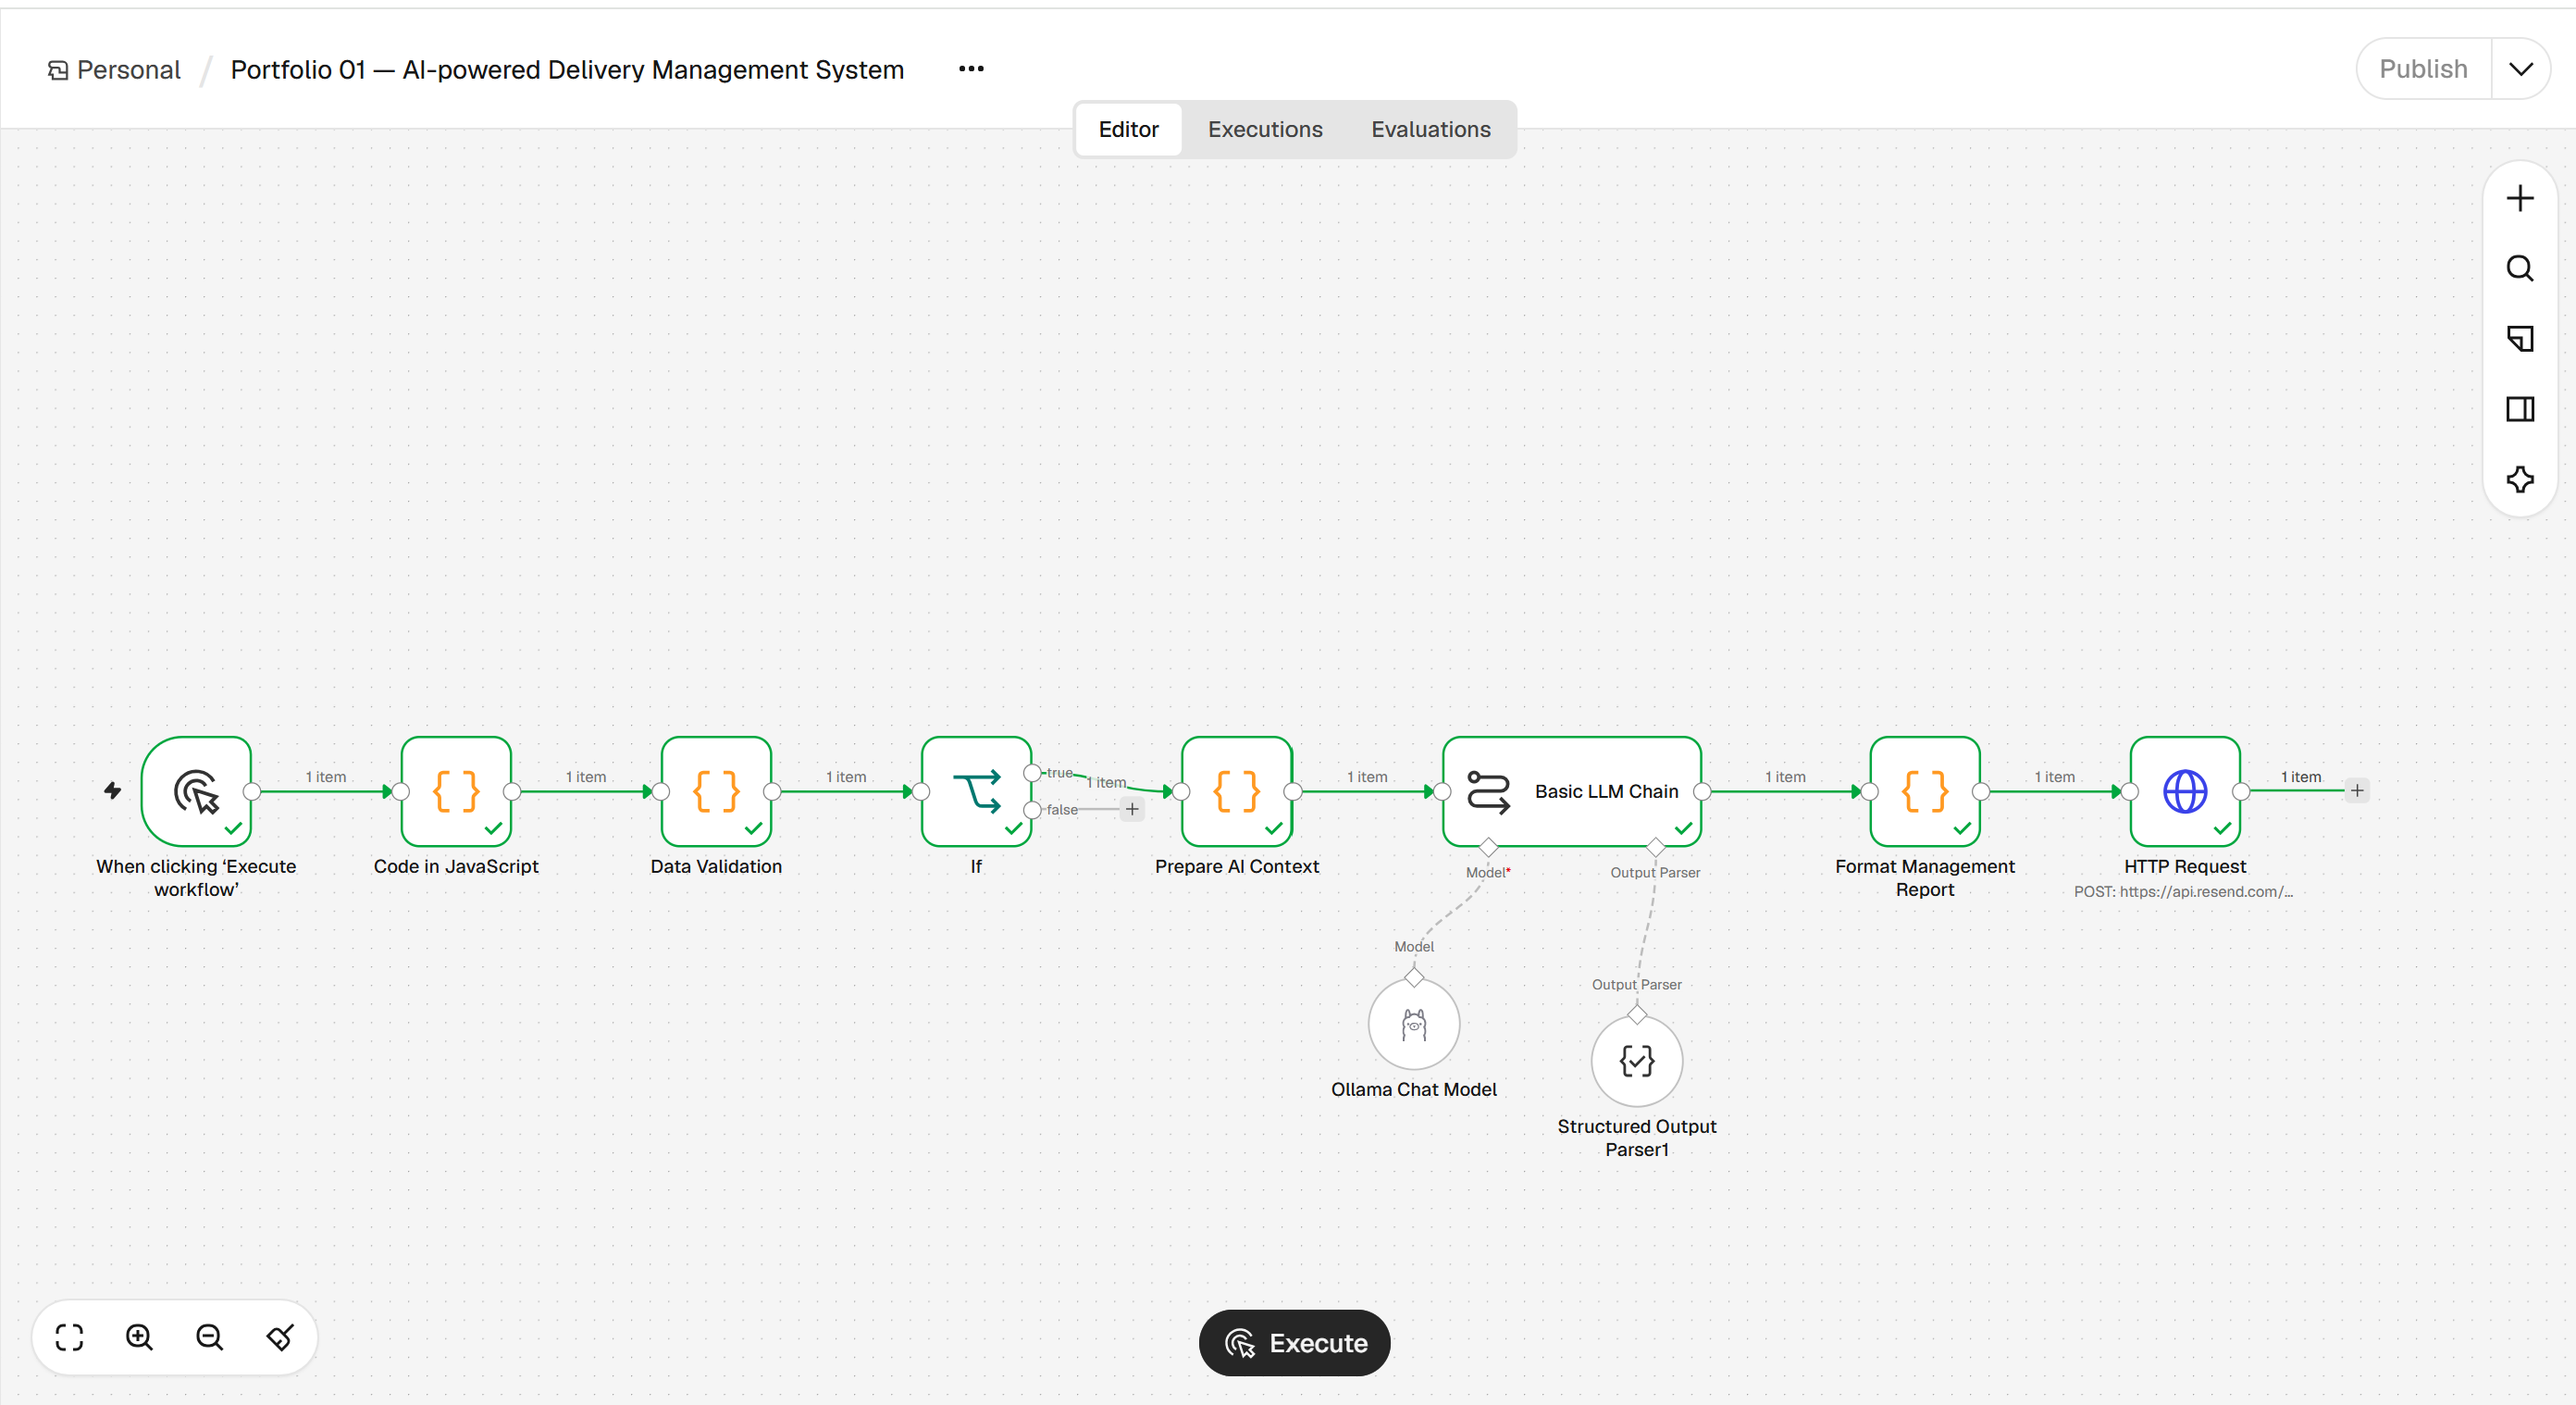 Personal / Portfolio 01 — AI-powered Delivery Management System
Publish
Editor Executions Evaluations
1 item
1 item
1 item
true
1 item
false
1 item
1 item
1 item
1 item
When clicking ‘Execute
workflow’
Code in JavaScript
Data Validation
If
Prepare AI Context
Basic LLM Chain
Model*
Output Parser
Format Management
Report
HTTP Request
POST: https://api.resend.com/...
Model
Ollama Chat Model
Output Parser
Structured Output
Parser1
Execute